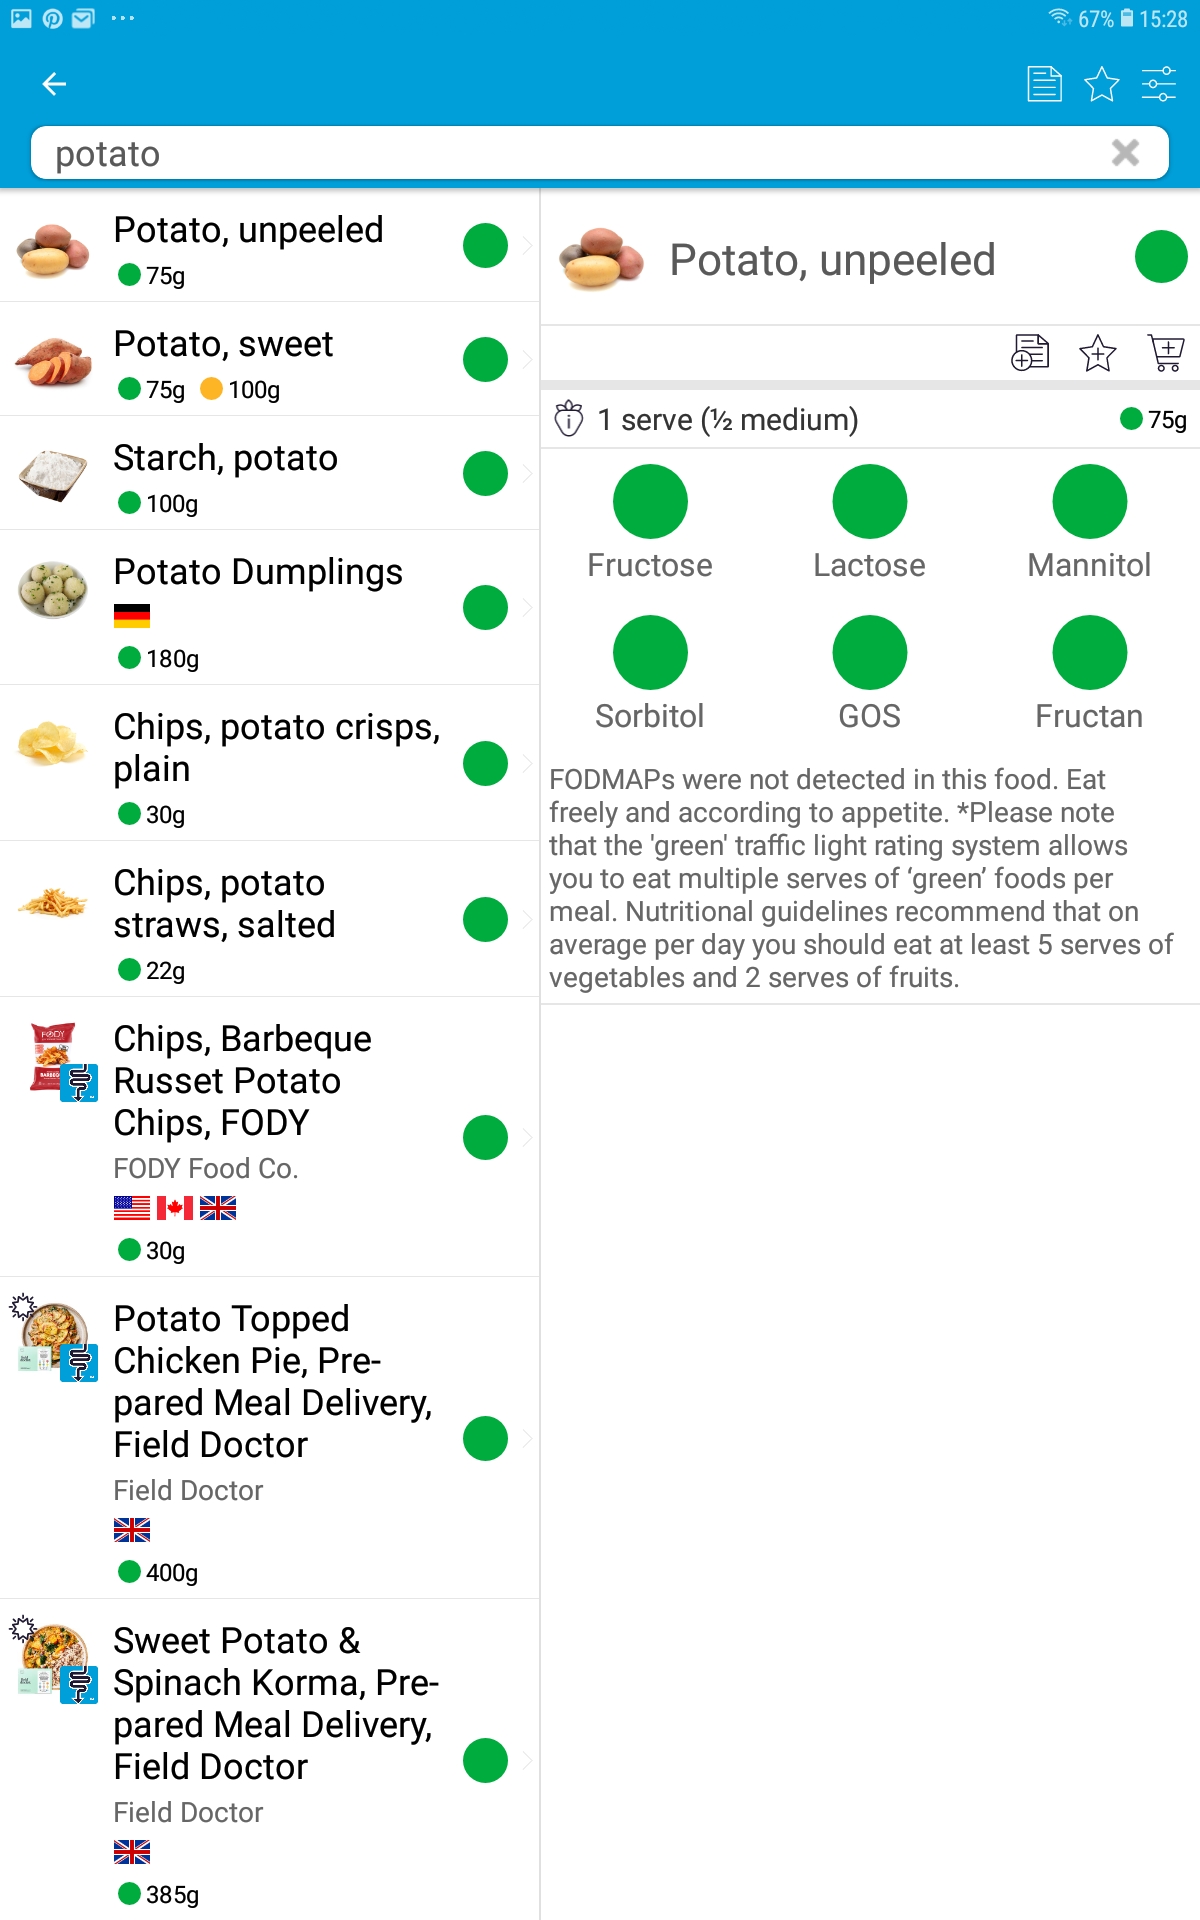 67% 15:28
potato
Potato, unpeeled
75g
Potato, sweet
75g 100g
Starch, potato
100g
Potato Dumplings
180g
Chips, potato crisps,
plain
30g
Chips, potato
straws, salted
22g
FODY
Chips, Barbeque
Russet Potato
Chips, FODY
FODY Food Co.
30g
Potato Topped
Chicken Pie, Pre-
pared Meal Delivery,
Field Doctor
Field Doctor
400g
Sweet Potato &
Spinach Korma, Pre-
pared Meal Delivery,
Field Doctor
Field Doctor
385g
Potato, unpeeled
1 serve (½ medium)
75g
Fructose Lactose Mannitol
Sorbitol GOS Fructan
FODMAPs were not detected in this food. Eat
freely and according to appetite. *Please note
that the 'green' traffic light rating system allows
you to eat multiple serves of ‘green’ foods per
meal. Nutritional guidelines recommend that on
average per day you should eat at least 5 serves of
vegetables and 2 serves of fruits.